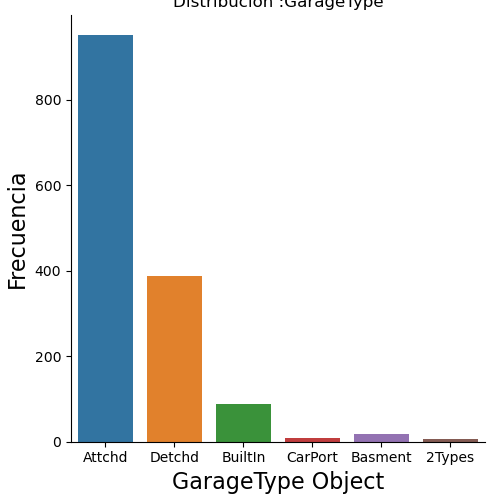 Distribución :GarageType
800
600
400
200
0
Frecuencia
Attchd Detchd BuiltIn CarPort Basment 2Types
GarageType Object